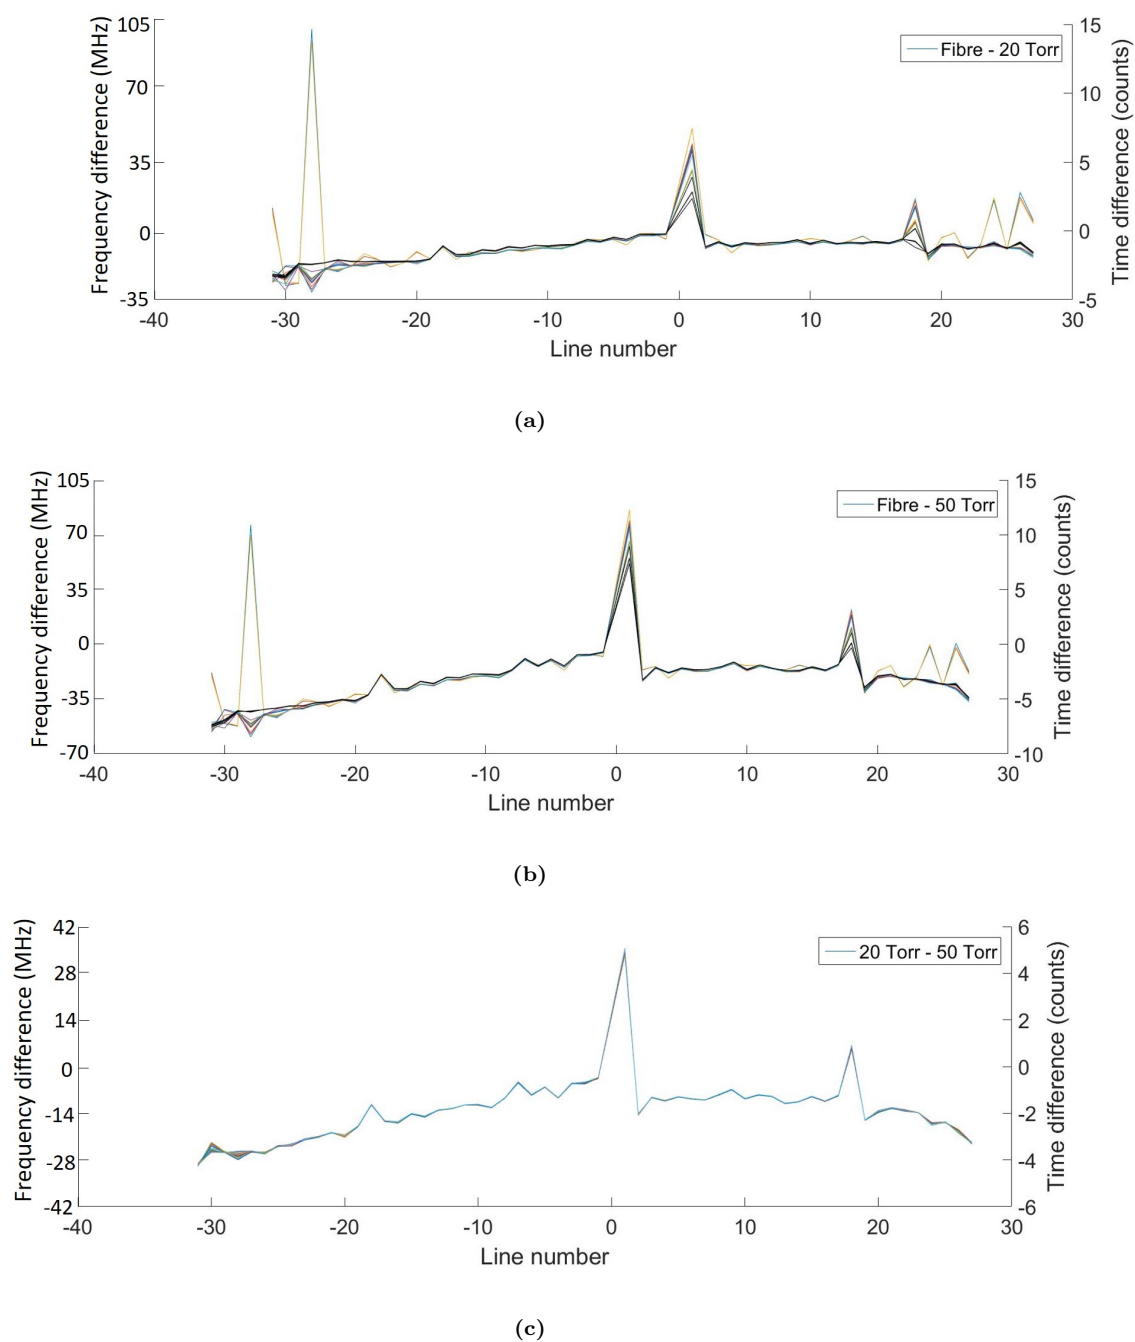 105
70
35
0
-35
Frequency difference (MHz)
15
10
5
0
-5
Time difference (counts)
Fibre - 20 Torr
-40 -30 -20 -10 0 10 20 30
Line number
(a)
105
70
35
0
-35
-70
Frequency difference (MHz)
15
10
5
0
-5
-10
Time difference (counts)
Fibre - 50 Torr
-40 -30 -20 -10 0 10 20 30
Line number
(b)
42
28
14
0
-14
-28
-42
Frequency difference (MHz)
6
4
2
0
-2
-4
-6
Time difference (counts)
20 Torr - 50 Torr
-40 -30 -20 -10 0 10 20 30
Line number
(c)